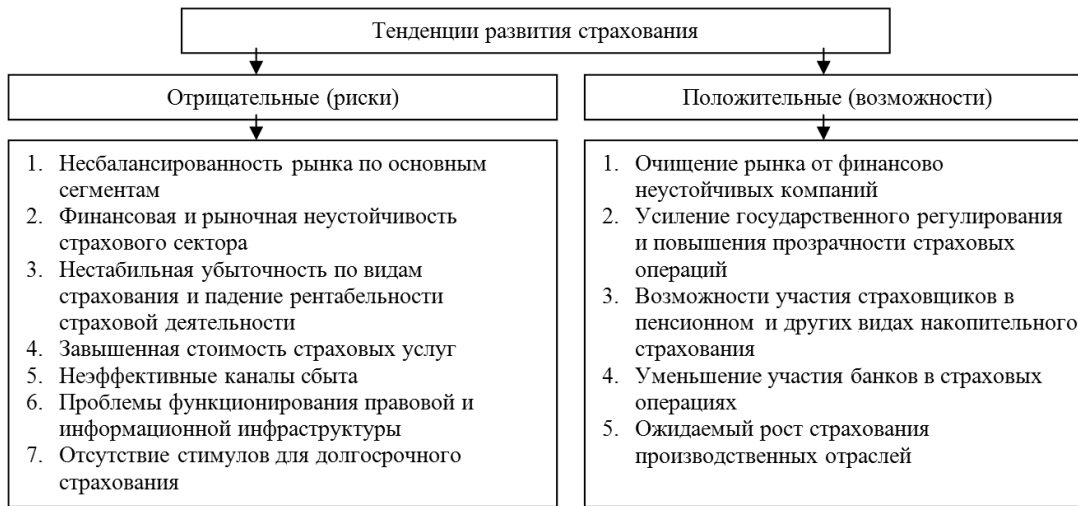 Тенденции развития страхования
Отрицательные (риски)
Положительные (возможности)
1. Несбалансированность рынка по основным
сегментам
2. Финансовая и рыночная неустойчивость
страхового сектора
3. Нестабильная убыточность по видам
страхования и падение рентабельности
страховой деятельности
4. Завышенная стоимость страховых услуг
5. Неэффективные каналы сбыта
6. Проблемы функционирования правовой и
информационной инфраструктуры
7. Отсутствие стимулов для долгосрочного
страхования
1. Очищение рынка от финансово
неустойчивых компаний
2. Усиление государственного регулирования
и повышения прозрачности страховых
операций
3. Возможности участия страховщиков в
пенсионном и других видах накопительного
страхования
4. Уменьшение участия банков в страховых
операциях
5. Ожидаемый рост страхования
производственных отраслей